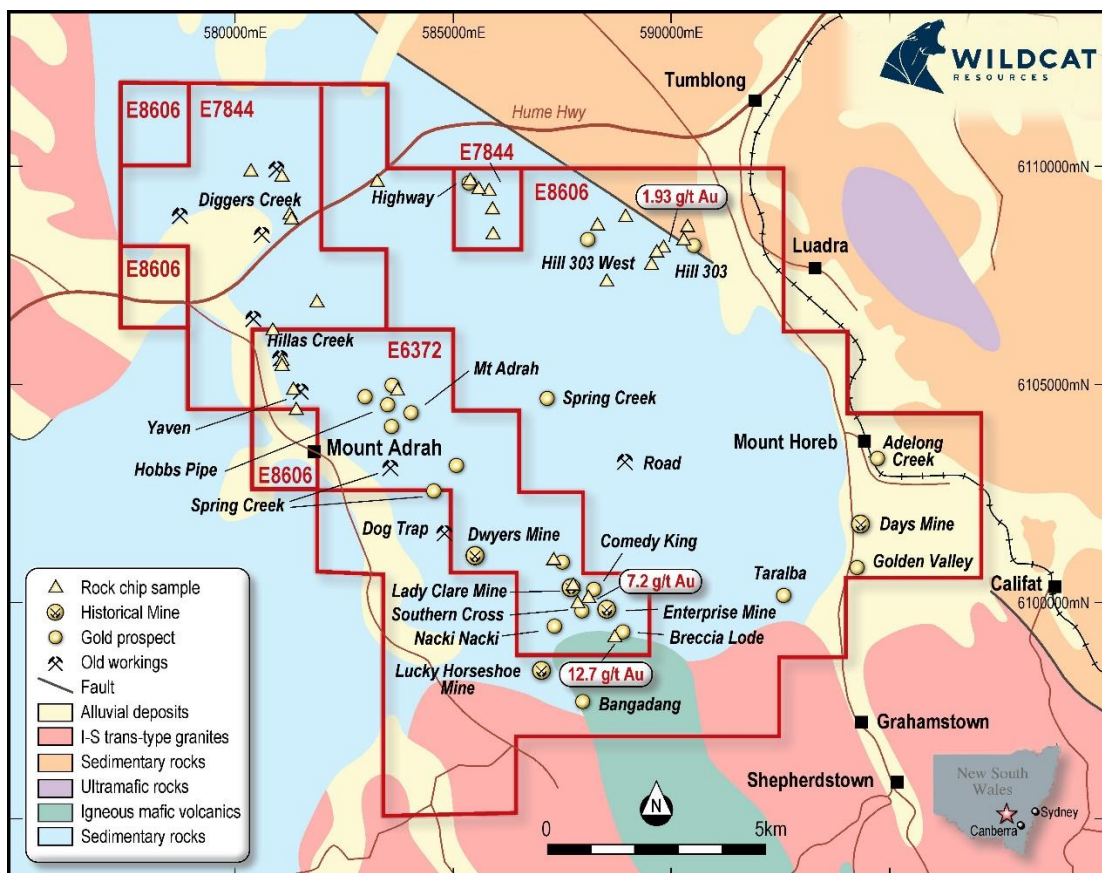 580000mE
585000mE
590000mE
WILDCAT
RESOURCES
Tumblong
E8606
E7844
Hume Hwy
E7844
6110000mN
Highway
E8606
1.93 g/t Au
Diggers Creek
Luadra
E8606
Hill 303 West
Hill 303
Hillas Creek
E6372
Mt Adrah
6105000mN
Spring Creek
Yaven
Mount Adrah
Mount Horeb
Adelong
Creek
Hobbs Pipe
E8606
Road
Spring Creek
Dog Trap
Dwyers Mine
Days Mine
Comedy King
Golden Valley
Taralba
Califat
Lady Clare Mine
7.2 g/t Au
6100000mN
Southern Cross
Enterprise Mine
Nacki Nacki
Breccia Lode
Lucky Horseshoe
Mine
12.7 g/t Au
Bangadang
Grahamstown
Shepherdstown
Rock chip sample
Historical Mine
Gold prospect
Old workings
Fault
Alluvial deposits
I-S trans-type granites
Sedimentary rocks
Ultramafic rocks
Igneous mafic volcanics
Sedimentary rocks
N
0
5km
New South
Wales
Sydney
Canberra